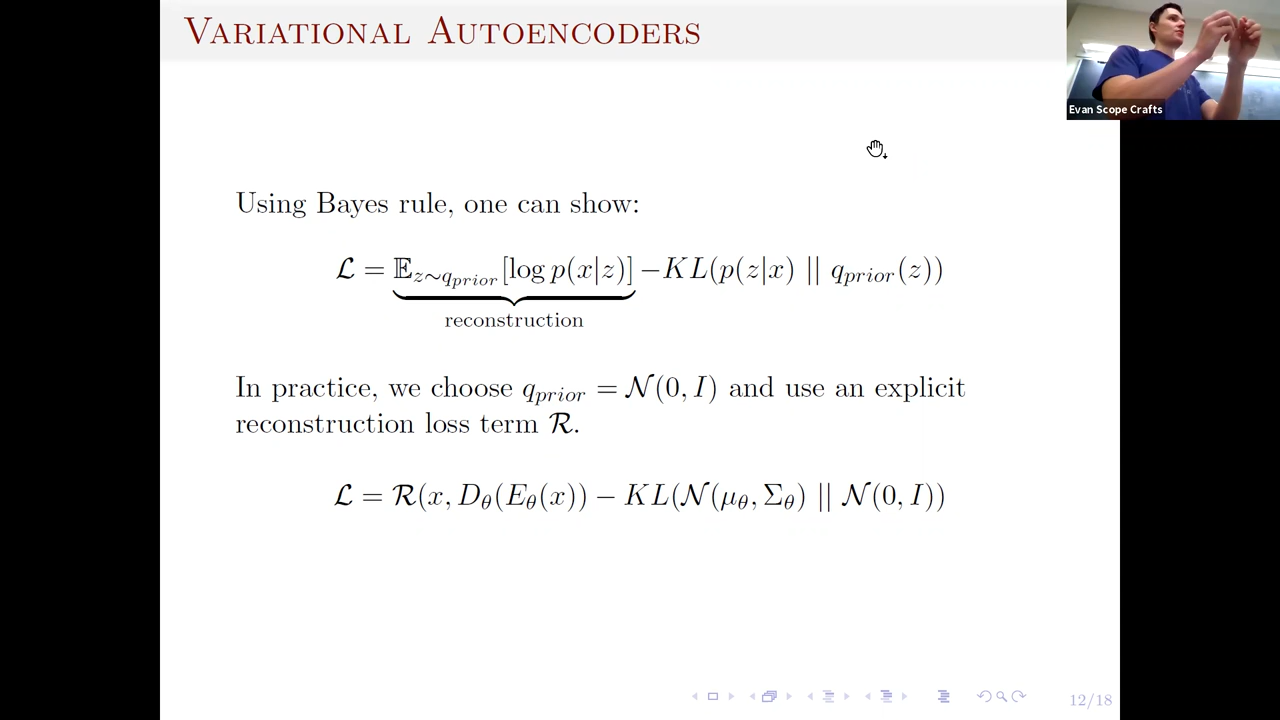 VARIATIONAL AUTOENCODERS
Evan Scope Crafts
Using Bayes rule, one can show:
ℒ = 𝔼_{z∼q_{prior}}[log p(x|z)] −KL(p(z|x) || q_{prior}(z))
reconstruction
In practice, we choose q_{prior} = 𝒩(0, I) and use an explicit
reconstruction loss term ℛ.
ℒ = ℛ(x, D_θ(E_θ(x)) − KL(𝒩(μ_θ, Σ_θ) || 𝒩(0, I))
12/18